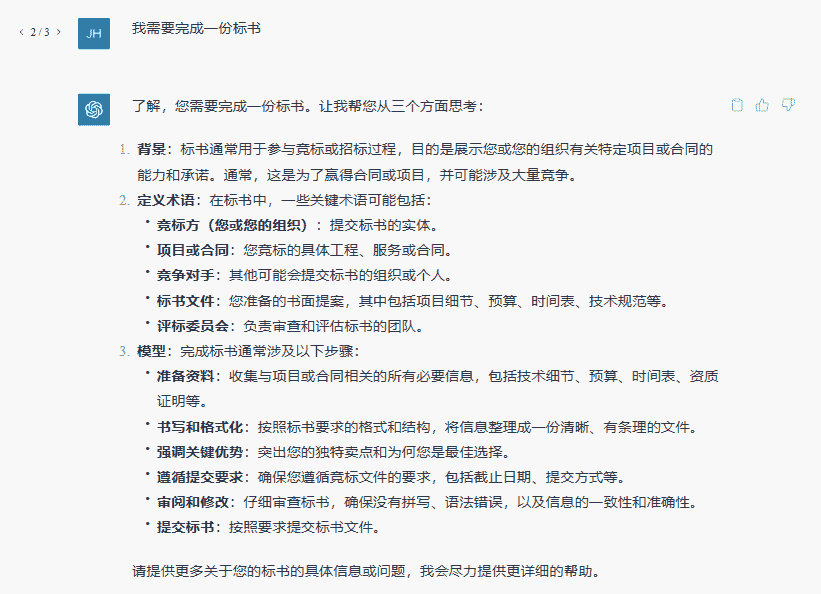 < 2/3 >
JH
我需要完成一份标书
了解，您需要完成一份标书。让我帮您从三个方面思考：
1. 背景：标书通常用于参与竞标或招标过程，目的是展示您或您的组织有关特定项目或合同的
能力和承诺。通常，这是为了赢得合同或项目，并可能涉及大量竞争。
2. 定义术语：在标书中，一些关键术语可能包括：
• 竞标方（您或您的组织）：提交标书的实体。
• 项目或合同：您竞标的具体工程、服务或合同。
• 竞争对手：其他可能会提交标书的组织或个人。
• 标书文件：您准备的书面提案，其中包括项目细节、预算、时间表、技术规范等。
• 评标委员会：负责审查和评估标书的团队。
3. 模型：完成标书通常涉及以下步骤：
• 准备资料：收集与项目或合同相关的所有必要信息，包括技术细节、预算、时间表、资质
证明等。
• 书写和格式化：按照标书要求的格式和结构，将信息整理成一份清晰、有条理的文件。
• 强调关键优势：突出您的独特卖点和为何您是最佳选择。
• 遵循提交要求：确保您遵循竞标文件的要求，包括截止日期、提交方式等。
• 审阅和修改：仔细审查标书，确保没有拼写、语法错误，以及信息的一致性和准确性。
• 提交标书：按照要求提交标书文件。
请提供更多关于您的标书的具体信息或问题，我会尽力提供更详细的帮助。